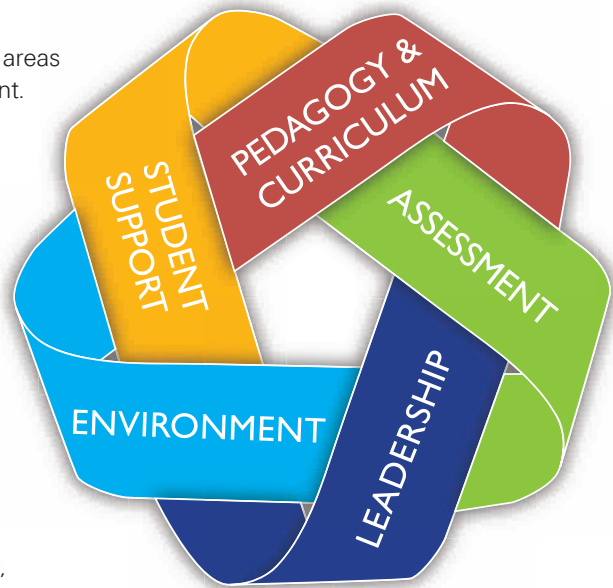 areas
nt.
PEDAGOGY &
CURRICULUM
STUDENT
SUPPORT
ASSESSMENT
ENVIRONMENT
LEADERSHIP
,